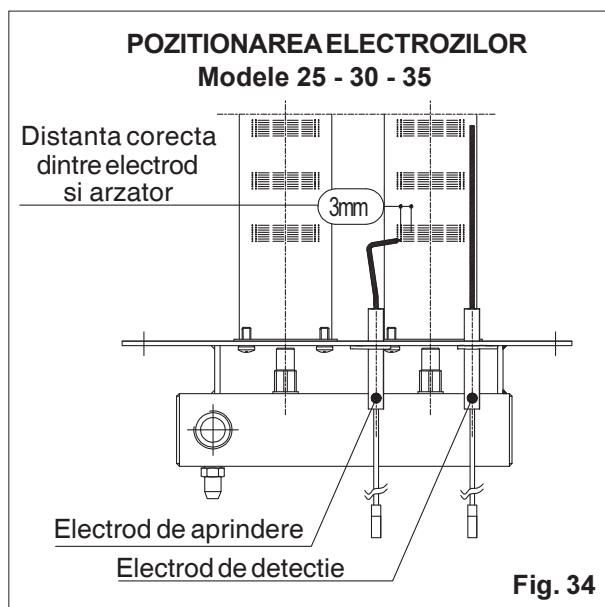 POZITIONAREA ELECTROZILOR
Modele 25 - 30 - 35
Distanta corecta
dintre electrod
si arzator
3mm
Electrod de aprindere
Electrod de detectie
Fig. 34